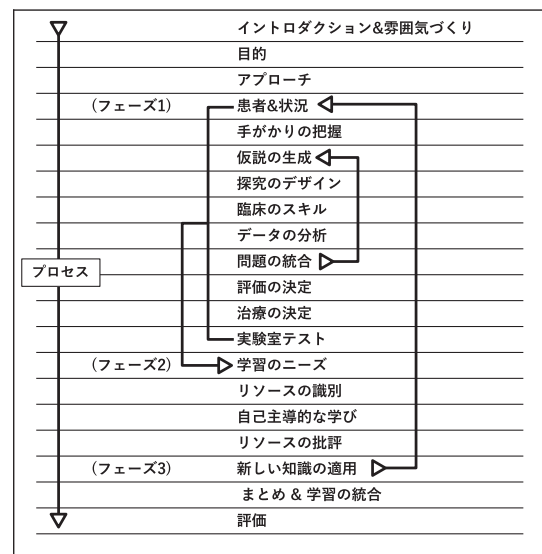 イントロダクション&雰囲気づくり
目的
アプローチ
(フェーズ1) 患者&状況
手がかりの把握
仮説の生成
探究のデザイン
臨床のスキル
データの分析
問題の統合
プロセス
評価の決定
治療の決定
実験室テスト
(フェーズ2) 学習のニーズ
リソースの識別
自己主導的な学び
リソースの批評
(フェーズ3) 新しい知識の適用
まとめ & 学習の統合
評価